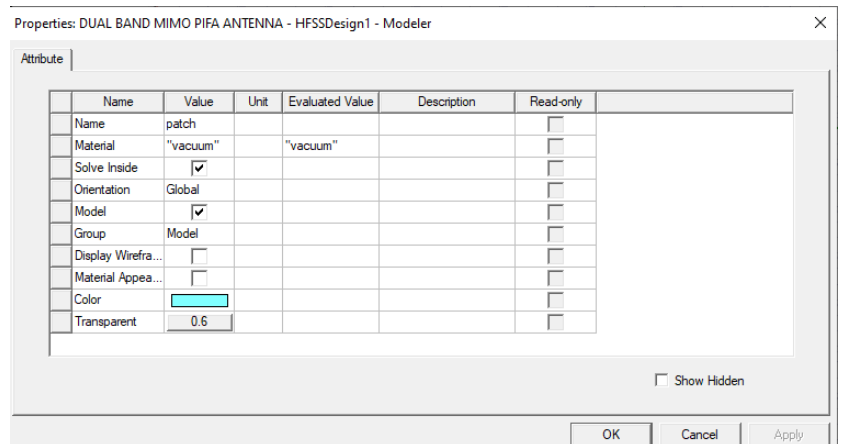 Properties: DUAL BAND MIMO PIFA ANTENNA - HFSSDesign1 - Modeler
Attribute
Name Value Unit Evaluated Value Description Read-only
Name patch
Material "vacuum" "vacuum"
Solve Inside
Orientation Global
Model
Group Model
Display Wirefra...
Material Appea...
Color
Transparent 0.6
Show Hidden
OK Cancel Apply